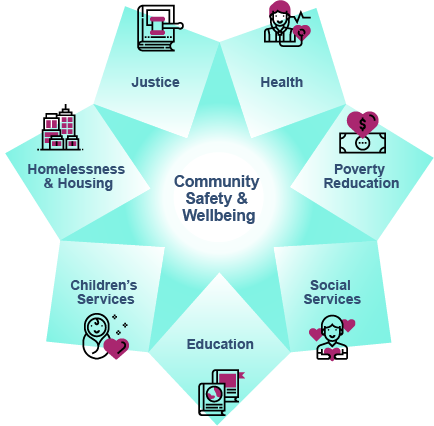 Justice
Health
Homelessness
& Housing
Poverty
Reducation
Community
Safety &
Wellbeing
Children's
Services
Social
Services
Education